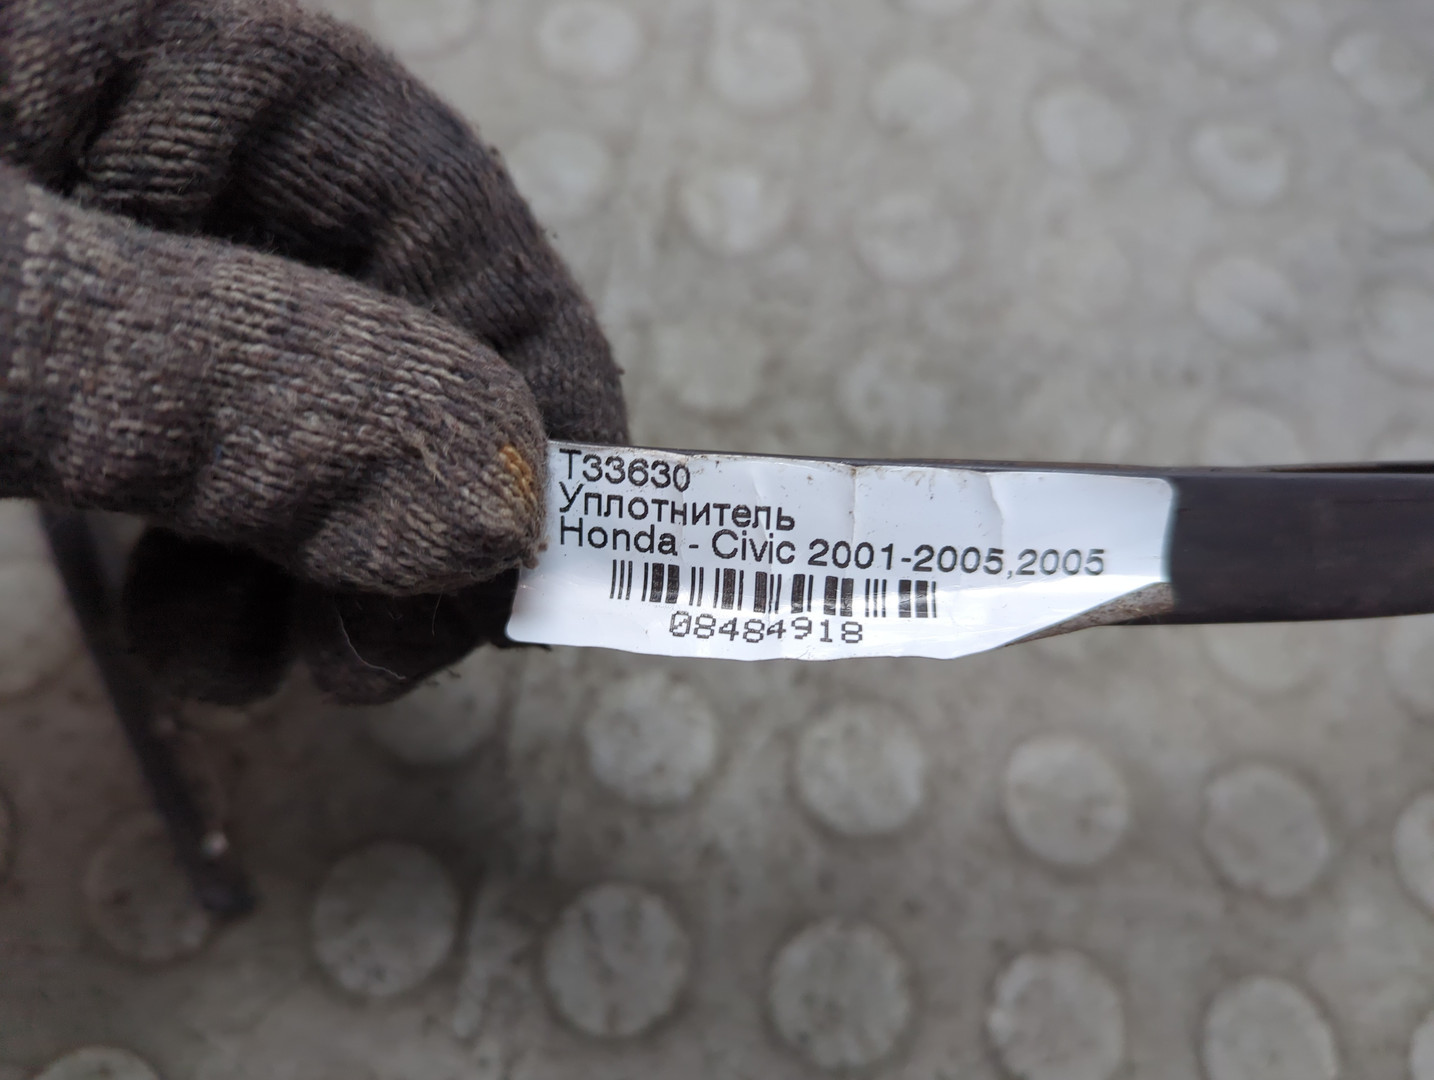 T33630
Уплотнитель
Honda - Civic 2001-2005,2005
08484918